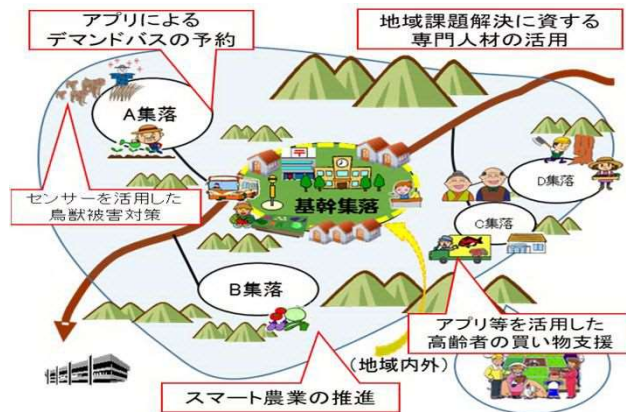 アプリによる
デマンドバスの予約
地域課題解決に資する
専門人材の活用
A集落
センサーを活用した
鳥獣被害対策
基幹集落
D集落
C集落
B集落
アプリ等を活用した
高齢者の買い物支援
(地域内外)
スマート農業の推進